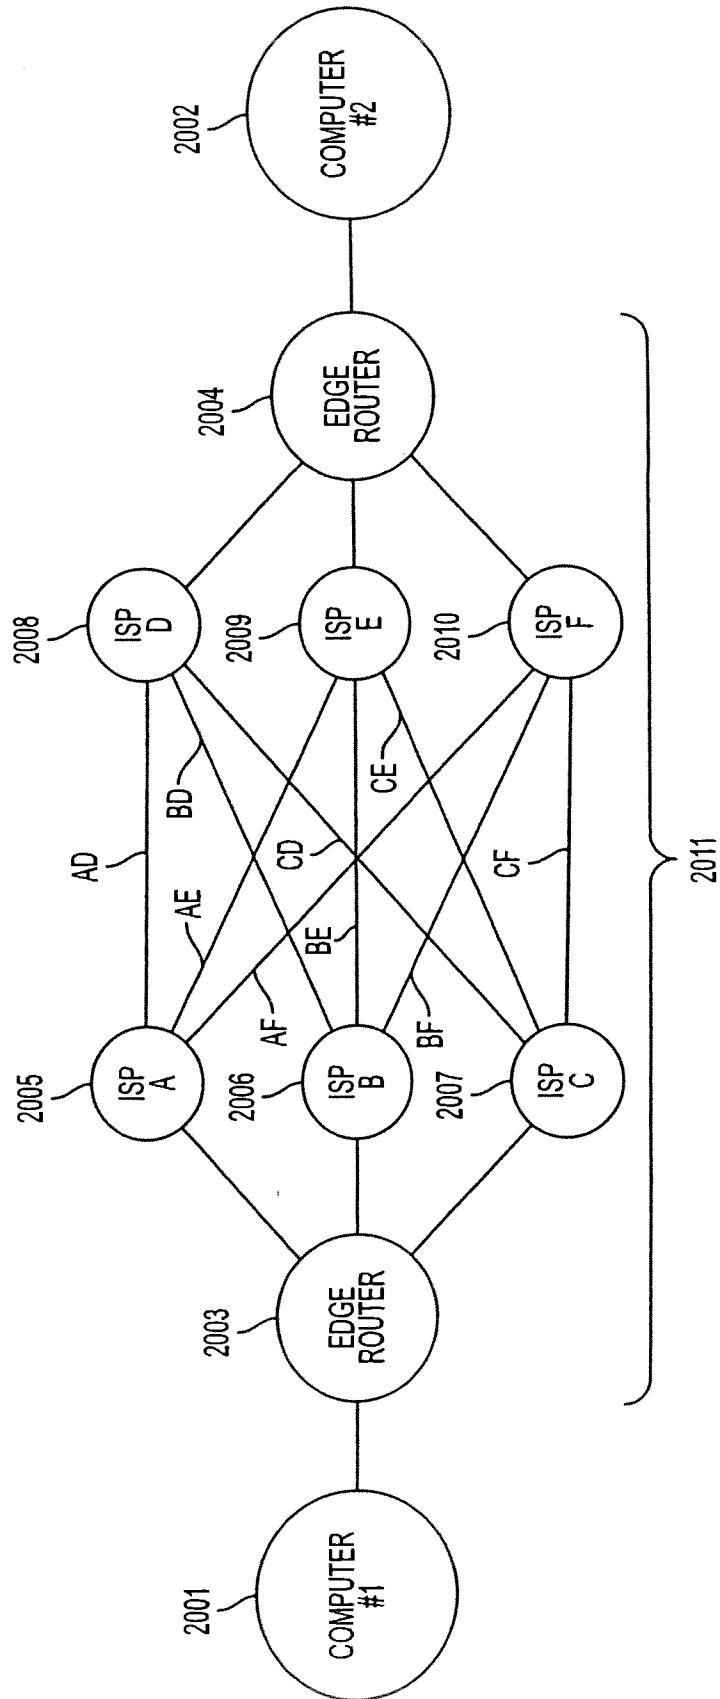 2001
COMPUTER
#1
2003
EDGE
ROUTER
2005
ISP
A
2006
ISP
B
2007
ISP
C
AD
AE
BD
AF
BE
CD
BF
CE
CF
2008
ISP
D
2009
ISP
E
2010
ISP
F
2004
EDGE
ROUTER
2002
COMPUTER
#2
2011